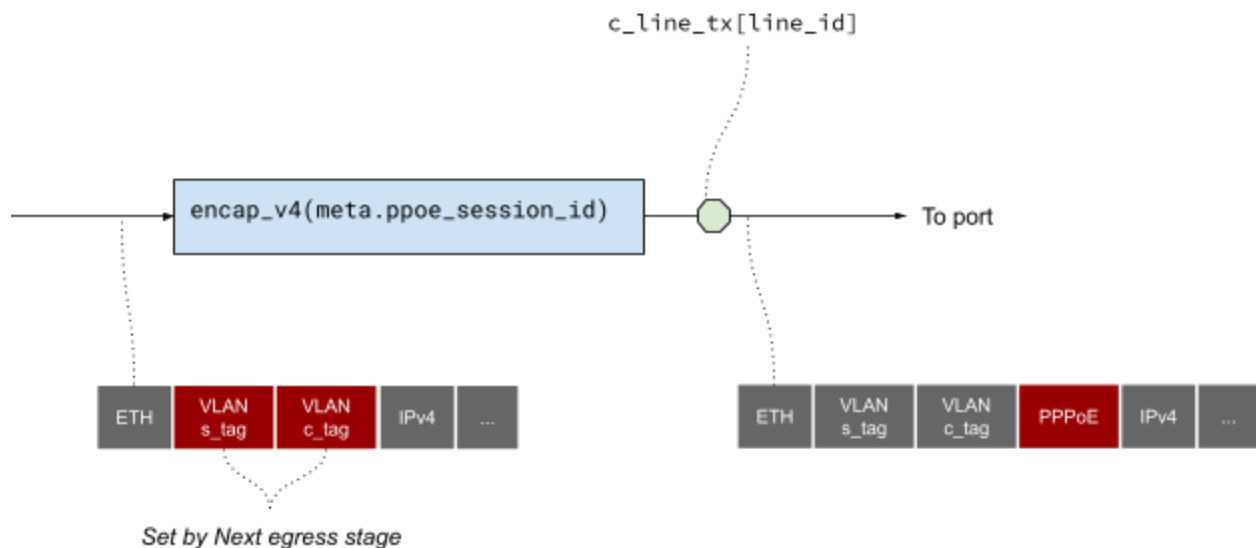 c_line_tx[line_id]
encap_v4(meta.ppoe_session_id)
To port
ETH
VLAN
s_tag
VLAN
c_tag
IPv4
...
ETH
VLAN
s_tag
VLAN
c_tag
PPPoE
IPv4
...
Set by Next egress stage